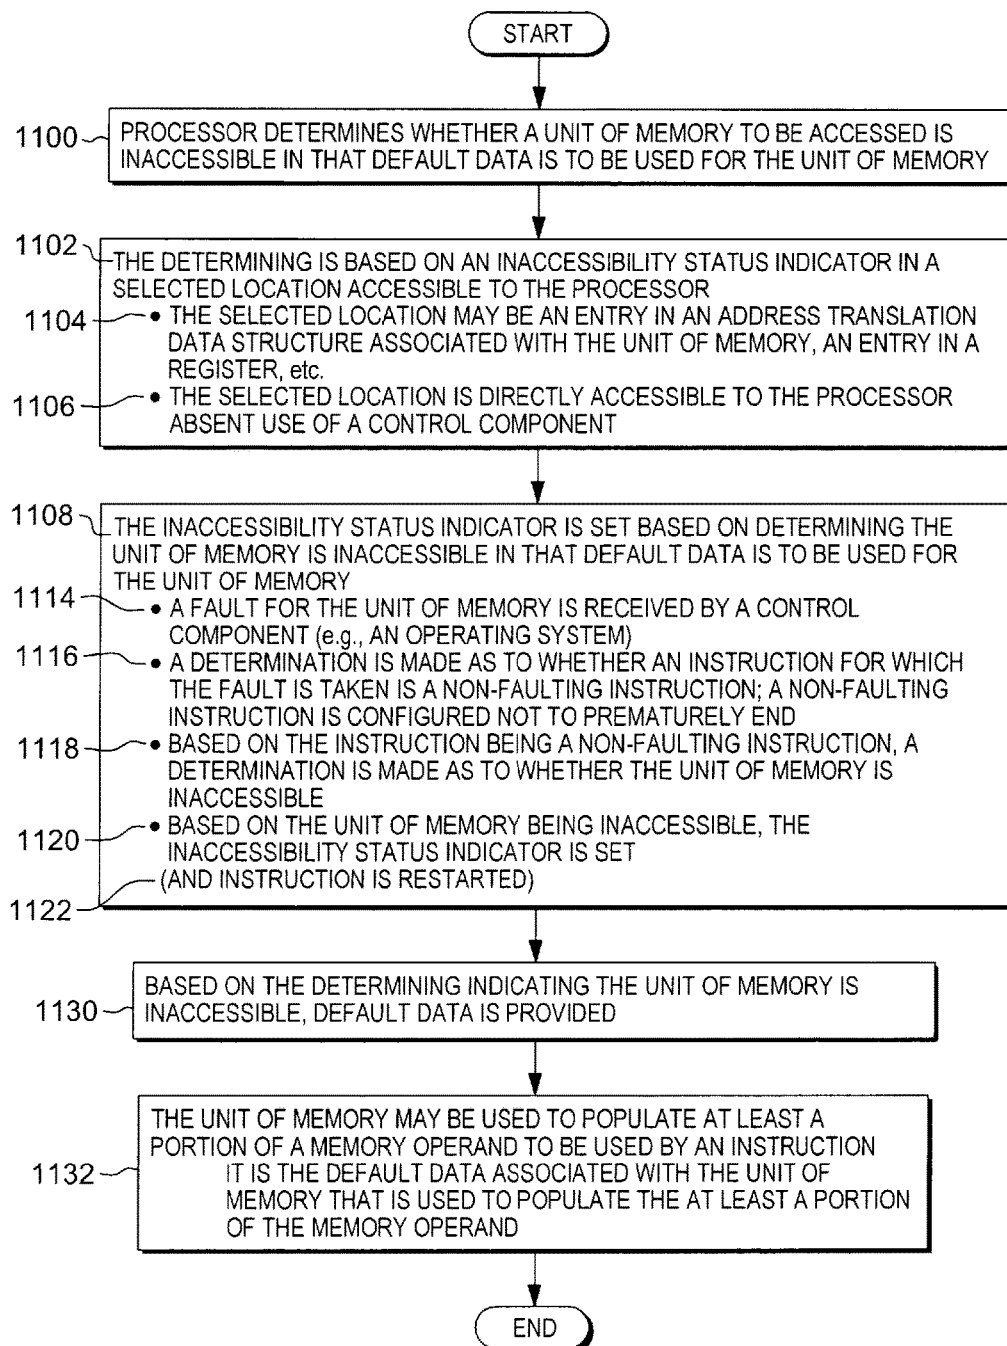 START
1100
PROCESSOR DETERMINES WHETHER A UNIT OF MEMORY TO BE ACCESSED IS
INACCESSIBLE IN THAT DEFAULT DATA IS TO BE USED FOR THE UNIT OF MEMORY
1102
THE DETERMINING IS BASED ON AN INACCESSIBILITY STATUS INDICATOR IN A
SELECTED LOCATION ACCESSIBLE TO THE PROCESSOR
1104
• THE SELECTED LOCATION MAY BE AN ENTRY IN AN ADDRESS TRANSLATION
DATA STRUCTURE ASSOCIATED WITH THE UNIT OF MEMORY, AN ENTRY IN A
REGISTER, etc.
1106
• THE SELECTED LOCATION IS DIRECTLY ACCESSIBLE TO THE PROCESSOR
ABSENT USE OF A CONTROL COMPONENT
1108
THE INACCESSIBILITY STATUS INDICATOR IS SET BASED ON DETERMINING THE
UNIT OF MEMORY IS INACCESSIBLE IN THAT DEFAULT DATA IS TO BE USED FOR
THE UNIT OF MEMORY
1114
• A FAULT FOR THE UNIT OF MEMORY IS RECEIVED BY A CONTROL
COMPONENT (e.g., AN OPERATING SYSTEM)
1116
• A DETERMINATION IS MADE AS TO WHETHER AN INSTRUCTION FOR WHICH
THE FAULT IS TAKEN IS A NON-FAULTING INSTRUCTION; A NON-FAULTING
INSTRUCTION IS CONFIGURED NOT TO PREMATURELY END
1118
• BASED ON THE INSTRUCTION BEING A NON-FAULTING INSTRUCTION, A
DETERMINATION IS MADE AS TO WHETHER THE UNIT OF MEMORY IS
INACCESSIBLE
1120
• BASED ON THE UNIT OF MEMORY BEING INACCESSIBLE, THE
INACCESSIBILITY STATUS INDICATOR IS SET
(AND INSTRUCTION IS RESTARTED)
1122
BASED ON THE DETERMINING INDICATING THE UNIT OF MEMORY IS
INACCESSIBLE, DEFAULT DATA IS PROVIDED
1130
THE UNIT OF MEMORY MAY BE USED TO POPULATE AT LEAST A
PORTION OF A MEMORY OPERAND TO BE USED BY AN INSTRUCTION
1132
IT IS THE DEFAULT DATA ASSOCIATED WITH THE UNIT OF
MEMORY THAT IS USED TO POPULATE THE AT LEAST A PORTION
OF THE MEMORY OPERAND
END